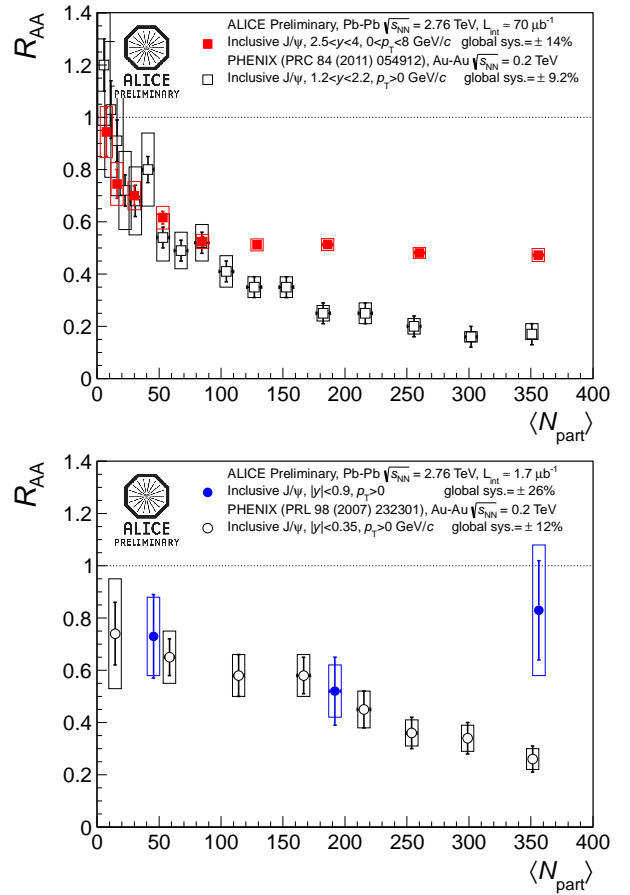 ALICE Preliminary, Pb-Pb √s_NN = 2.76 TeV, L_int ≈ 70 μb⁻¹
Inclusive J/ψ, 2.5<y<4, 0<p_T<8 GeV/c global sys.= ± 14%
PHENIX (PRC 84 (2011) 054912), Au-Au √s_NN = 0.2 TeV
Inclusive J/ψ, 1.2<y<2.2, p_T>0 GeV/c global sys.= ± 9.2%
ALICE
PRELIMINARY
R_AA
1.4
1.2
1
0.8
0.6
0.4
0.2
0
0 50 100 150 200 250 300 350 400
⟨N_part⟩
ALICE Preliminary, Pb-Pb √s_NN = 2.76 TeV, L_int ≈ 1.7 μb⁻¹
Inclusive J/ψ, |y|<0.9, p_T>0 global sys.= ± 26%
PHENIX (PRL 98 (2007) 232301), Au-Au √s_NN = 0.2 TeV
Inclusive J/ψ, |y|<0.35, p_T>0 GeV/c global sys.= ± 12%
ALICE
PRELIMINARY
R_AA
1.4
1.2
1
0.8
0.6
0.4
0.2
0
0 50 100 150 200 250 300 350 400
⟨N_part⟩